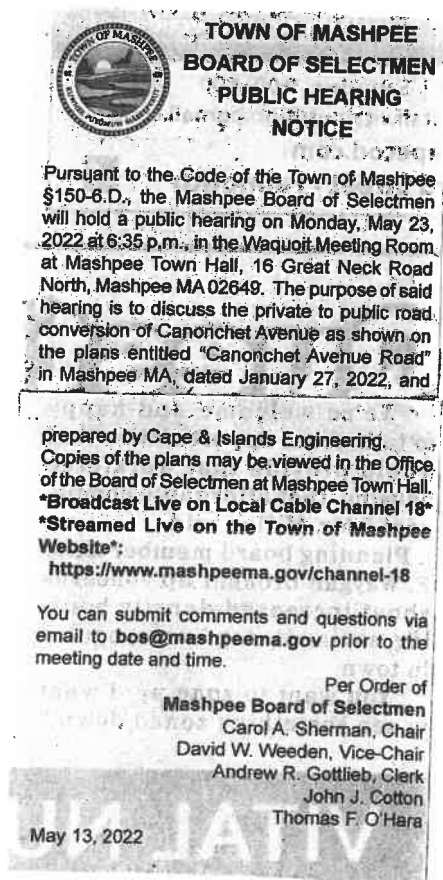 TOWN OF MASHPEE
TOWN OF MASHPEE
BOARD OF SELECTMEN
PUBLIC HEARING
NOTICE
Pursuant to the Code of the Town of Mashpee
§150-6.D., the Mashpee Board of Selectmen
will hold a public hearing on Monday, May 23,
2022 at 6:35 p.m., in the Waquoit Meeting Room
at Mashpee Town Hall, 16 Great Neck Road
North, Mashpee MA 02649. The purpose of said
hearing is to discuss the private to public road
conversion of Canonchet Avenue as shown on
the plans entitled “Canonchet Avenue Road”
in Mashpee MA, dated January 27, 2022, and
prepared by Cape & Islands Engineering.
Copies of the plans may be viewed in the Office
of the Board of Selectmen at Mashpee Town Hall.
*Broadcast Live on Local Cable Channel 18*
*Streamed Live on the Town of Mashpee
Website*:
https://www.mashpeema.gov/channel-18
You can submit comments and questions via
email to bos@mashpeema.gov prior to the
meeting date and time.
Per Order of
Mashpee Board of Selectmen
Carol A. Sherman, Chair
David W. Weeden, Vice-Chair
Andrew R. Gottlieb, Clerk
John J. Cotton
Thomas F. O'Hara
May 13, 2022